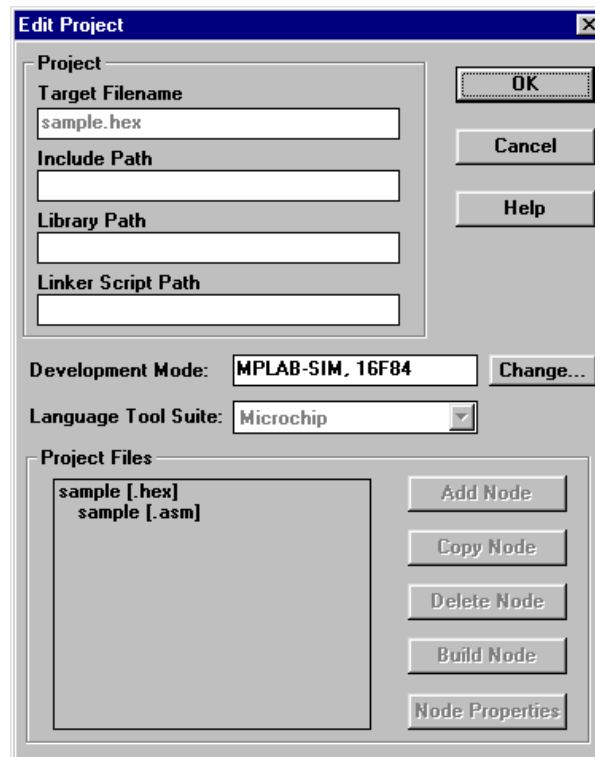 Edit Project
Project
Target Filename
sample.hex
Include Path
Library Path
Linker Script Path
OK
Cancel
Help
Development Mode: MPLAB-SIM, 16F84 Change...
Language Tool Suite: Microchip
Project Files
sample [.hex]
sample [.asm]
Add Node
Copy Node
Delete Node
Build Node
Node Properties